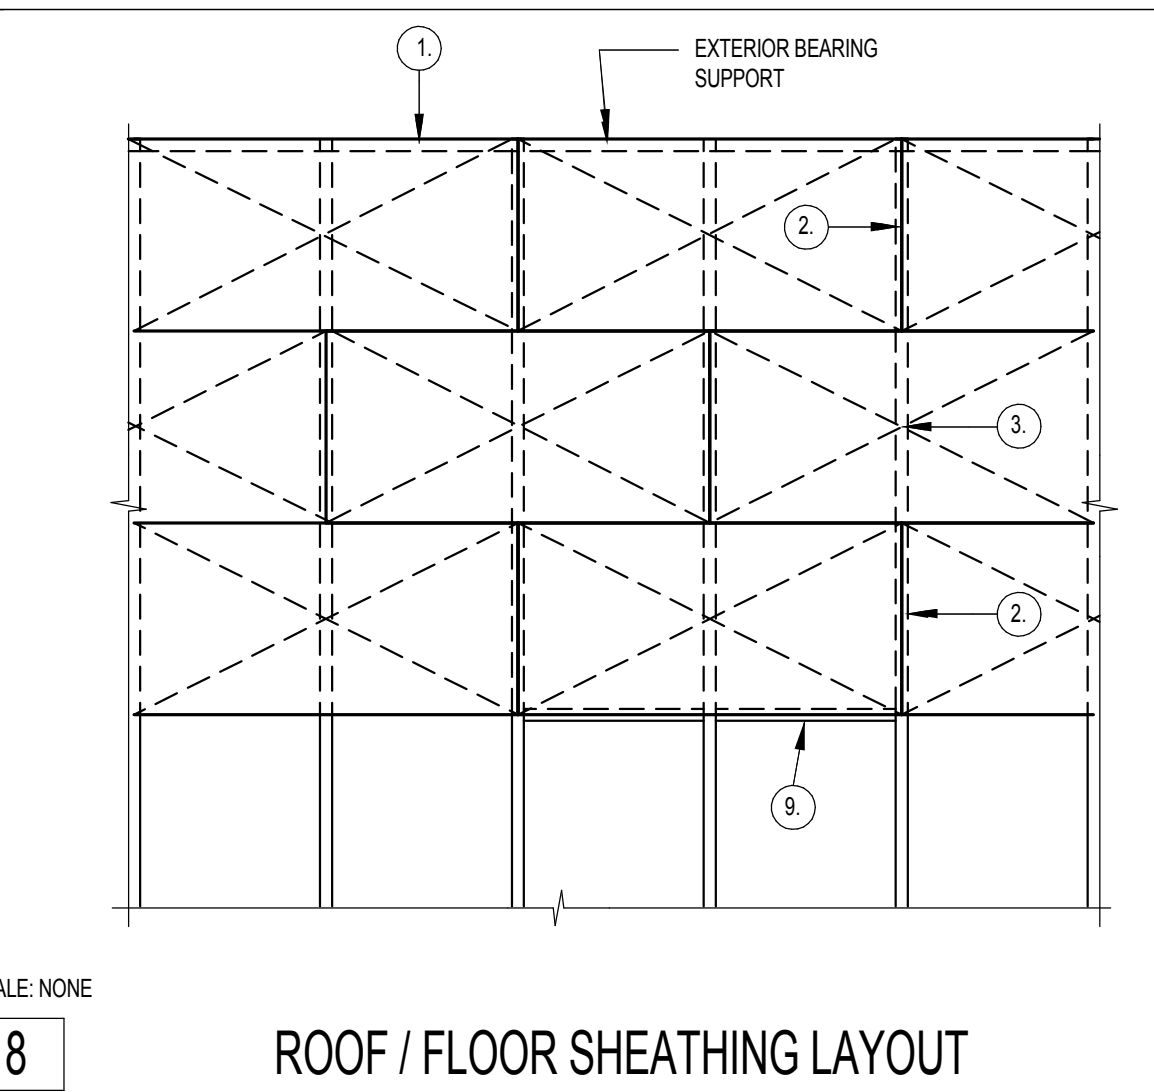 1.
EXTERIOR BEARING
SUPPORT
2.
3.
2.
9.
ALE: NONE
8
ROOF / FLOOR SHEATHING LAYOUT